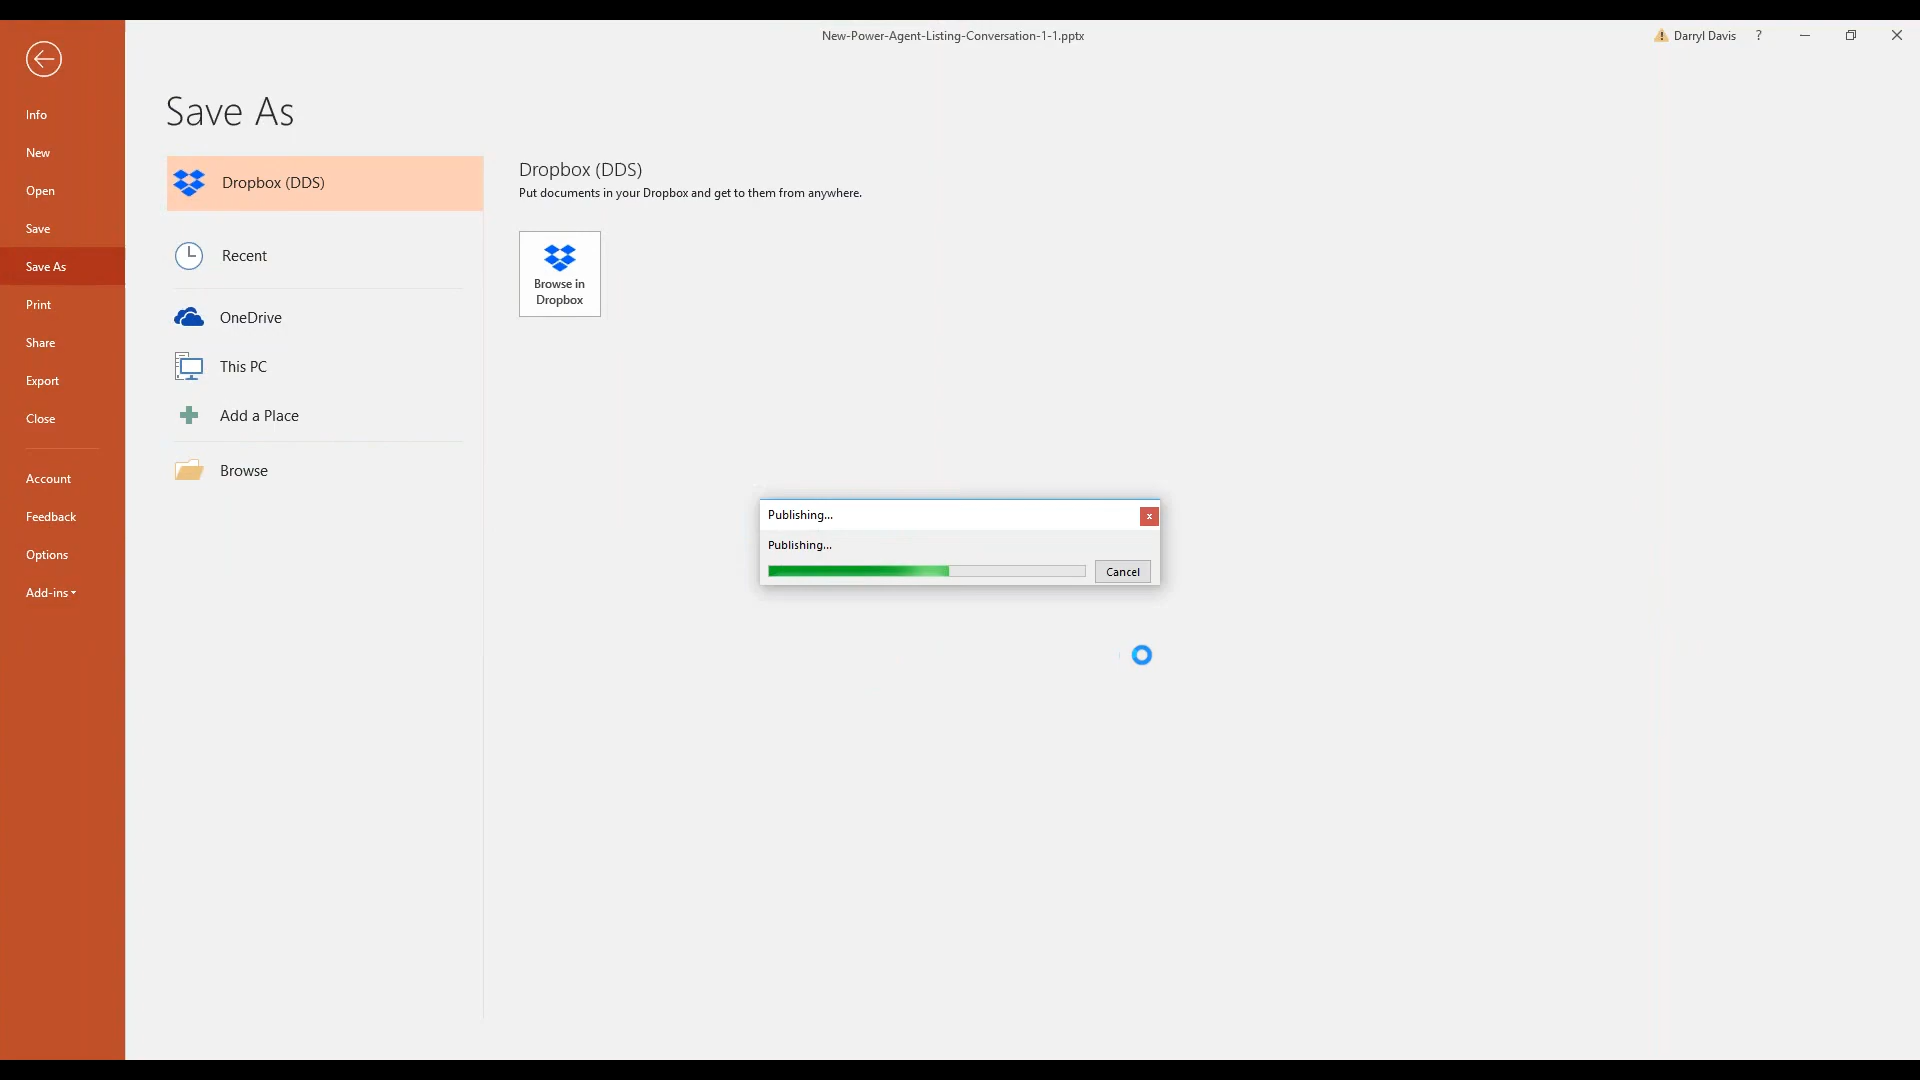 New-Power-Agent-Listing-Conversation-1-1.pptx
Darryl Davis
?
Info
New
Open
Save
Save As
Print
Share
Export
Close
Account
Feedback
Options
Add-ins
Save As
Dropbox (DDS)
Recent
OneDrive
This PC
Add a Place
Browse
Dropbox (DDS)
Put documents in your Dropbox and get to them from anywhere.
Browse in
Dropbox
Publishing...
x
Publishing...
Cancel